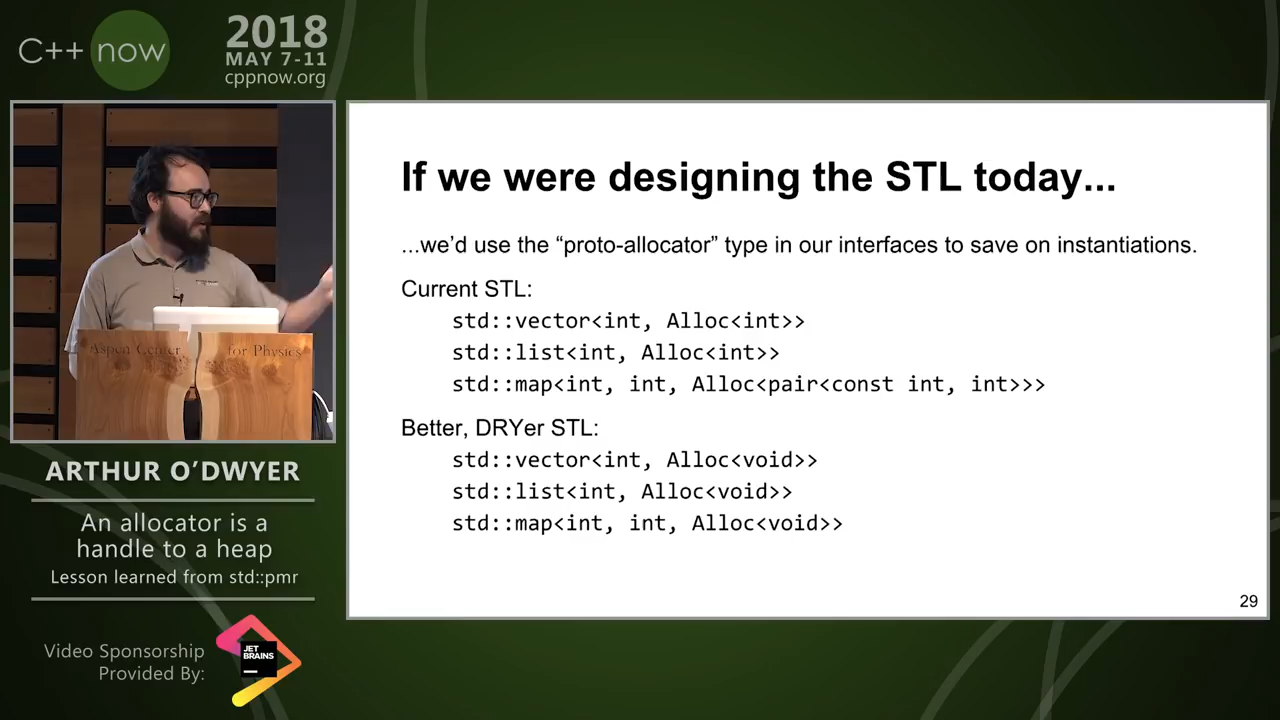 C++ now
2018
MAY 7-11
cppnow.org
If we were designing the STL today...
...we’d use the “proto-allocator” type in our interfaces to save on instantiations.
Current STL:
std::vector<int, Alloc<int>>
std::list<int, Alloc<int>>
std::map<int, int, Alloc<pair<const int, int>>>
Better, DRYer STL:
std::vector<int, Alloc<void>>
std::list<int, Alloc<void>>
std::map<int, int, Alloc<void>>
29
Aspen Center for Physics
ARTHUR O’DWYER
An allocator is a
handle to a heap
Lesson learned from std::pmr
Video Sponsorship
Provided By:
JET
BRAINS